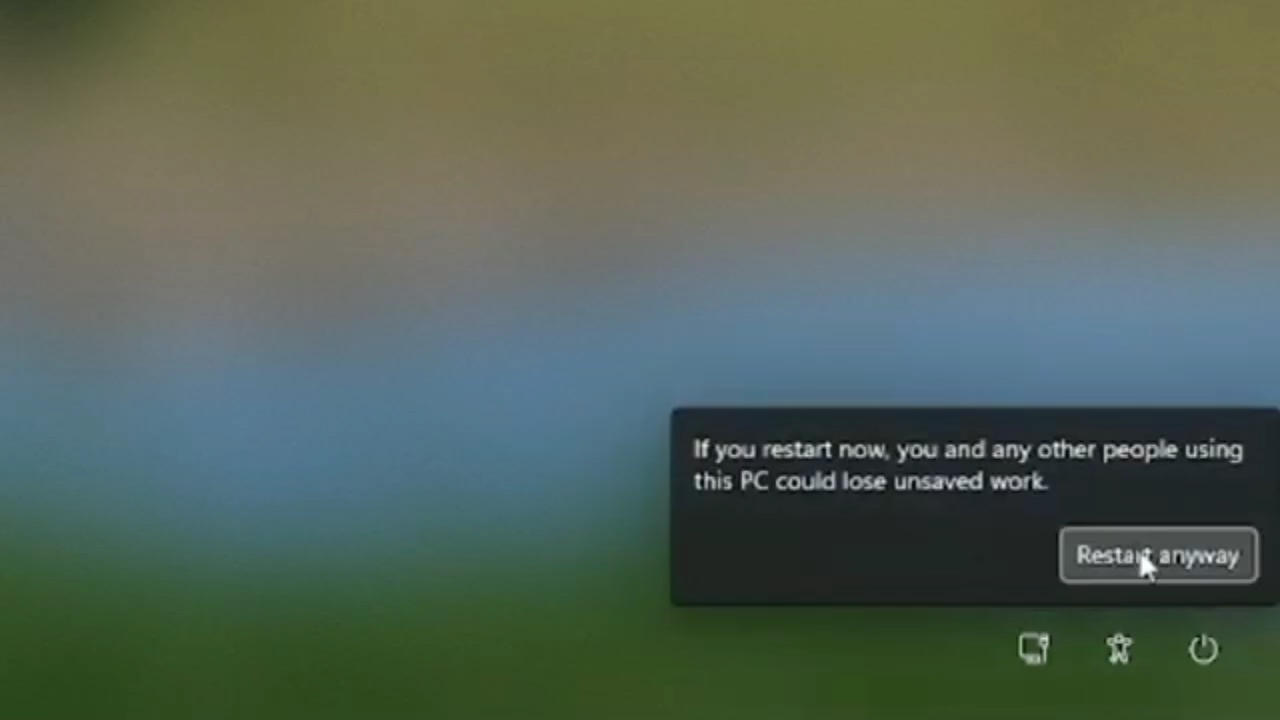 If you restart now, you and any other people using
this PC could lose unsaved work.
Restart anyway